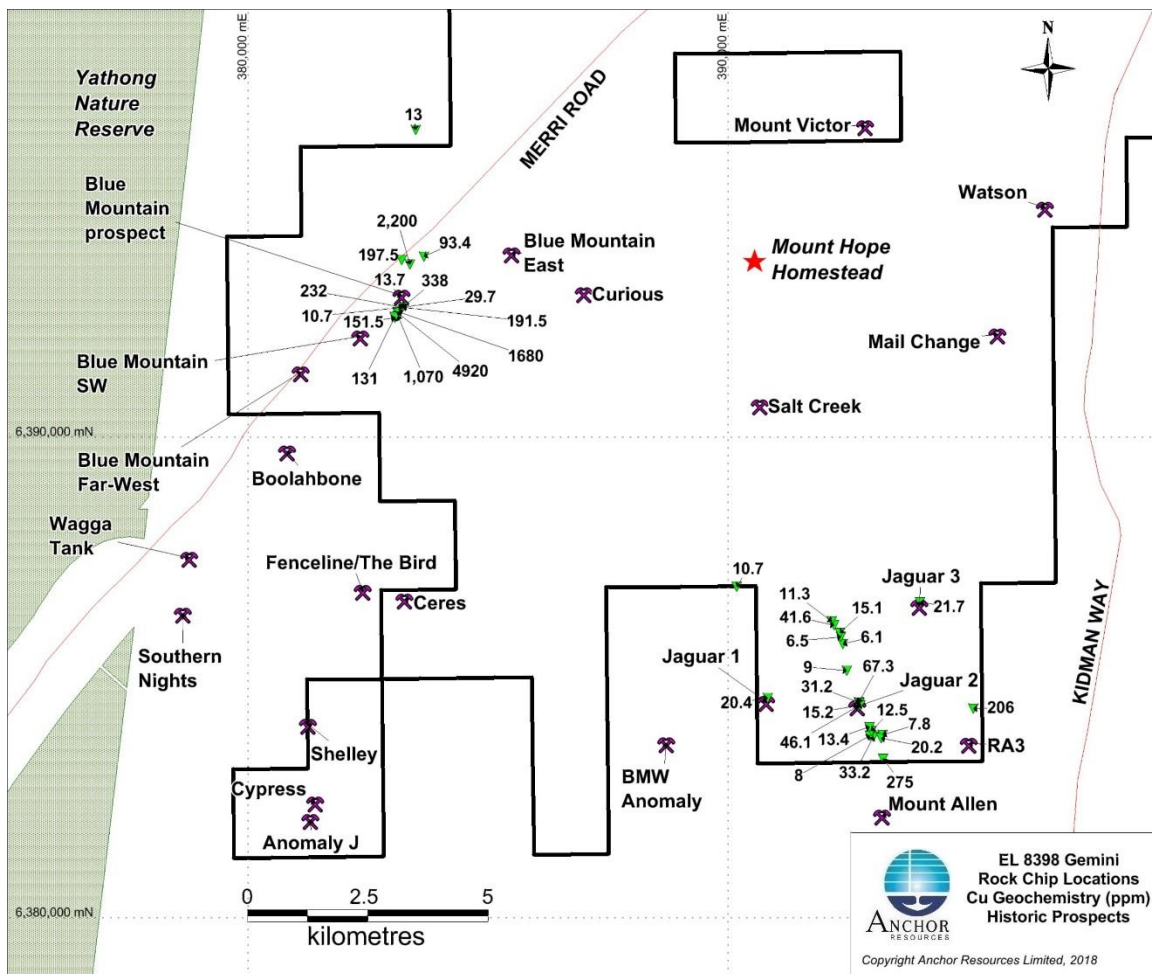 380,000 mE
390,000 mE
N
Yathong
Nature
Reserve
13
MERRI ROAD
Mount Victor
Blue
Mountain
prospect
Watson
2,200
197.5
93.4
Blue Mountain
East
Mount Hope
Homestead
13.7
338
232
29.7
Curious
10.7
151.5
191.5
1680
Mail Change
Blue Mountain
SW
131
1,070
4920
Salt Creek
6,390,000 mN
Blue Mountain
Far-West
Boolahbone
Wagga
Tank
Fenceline/The Bird
Ceres
10.7
Jaguar 3
11.3
41.6
15.1
21.7
6.5
6.1
KIDMAN WAY
Southern
Nights
Jaguar 1
9
67.3
31.2
Jaguar 2
20.4
15.2
12.5
206
46.1
13.4
7.8
Shelley
BMW
Anomaly
20.2
RA3
8
33.2
275
Cypress
Mount Allen
Anomaly J
0
2.5
5
kilometres
6,380,000 mN
ANCHOR
RESOURCES
EL 8398 Gemini
Rock Chip Locations
Cu Geochemistry (ppm)
Historic Prospects
Copyright Anchor Resources Limited, 2018